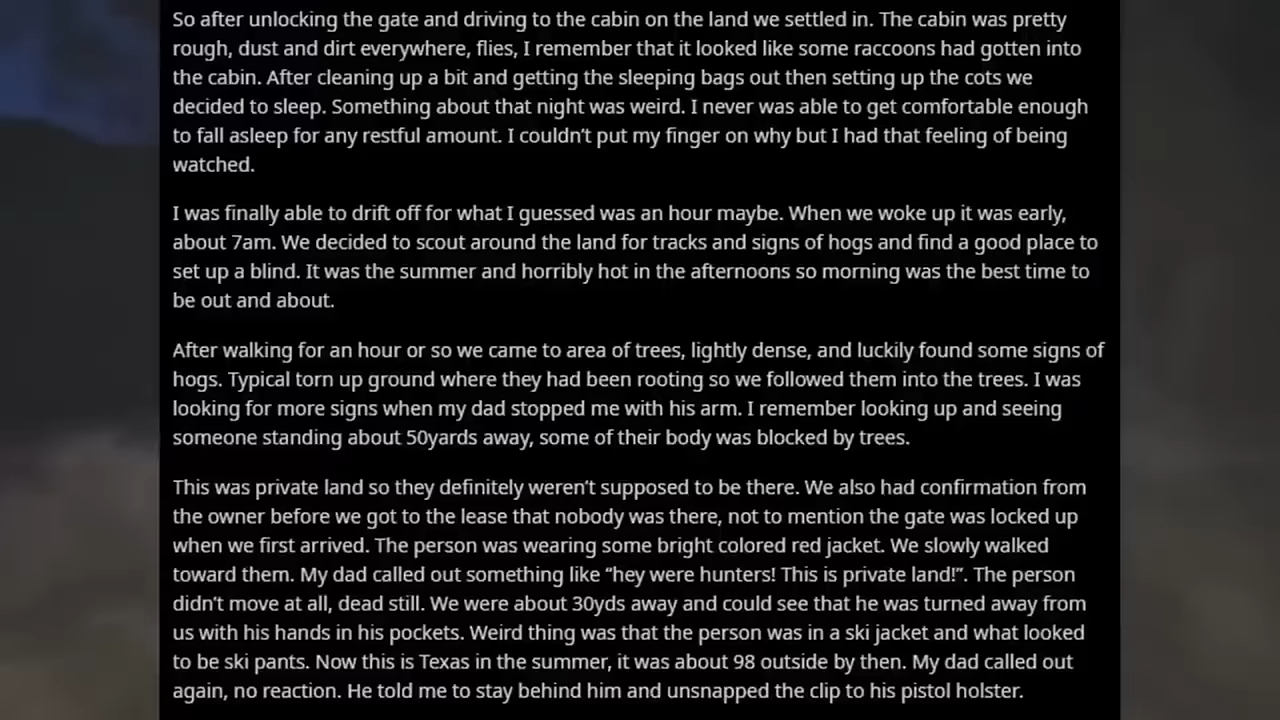 So after unlocking the gate and driving to the cabin on the land we settled in. The cabin was pretty
rough, dust and dirt everywhere, flies, I remember that it looked like some raccoons had gotten into
the cabin. After cleaning up a bit and getting the sleeping bags out then setting up the cots we
decided to sleep. Something about that night was weird. I never was able to get comfortable enough
to fall asleep for any restful amount. I couldn't put my finger on why but I had that feeling of being
watched.
I was finally able to drift off for what I guessed was an hour maybe. When we woke up it was early,
about 7am. We decided to scout around the land for tracks and signs of hogs and find a good place to
set up a blind. It was the summer and horribly hot in the afternoons so morning was the best time to
be out and about.
After walking for an hour or so we came to area of trees, lightly dense, and luckily found some signs of
hogs. Typical torn up ground where they had been rooting so we followed them into the trees. I was
looking for more signs when my dad stopped me with his arm. I remember looking up and seeing
someone standing about 50yards away, some of their body was blocked by trees.
This was private land so they definitely weren't supposed to be there. We also had confirmation from
the owner before we got to the lease that nobody was there, not to mention the gate was locked up
when we first arrived. The person was wearing some bright colored red jacket. We slowly walked
toward them. My dad called out something like “hey were hunters! This is private land!”. The person
didn't move at all, dead still. We were about 30yds away and could see that he was turned away from
us with his hands in his pockets. Weird thing was that the person was in a ski jacket and what looked
to be ski pants. Now this is Texas in the summer, it was about 98 outside by then. My dad called out
again, no reaction. He told me to stay behind him and unsnapped the clip to his pistol holster.